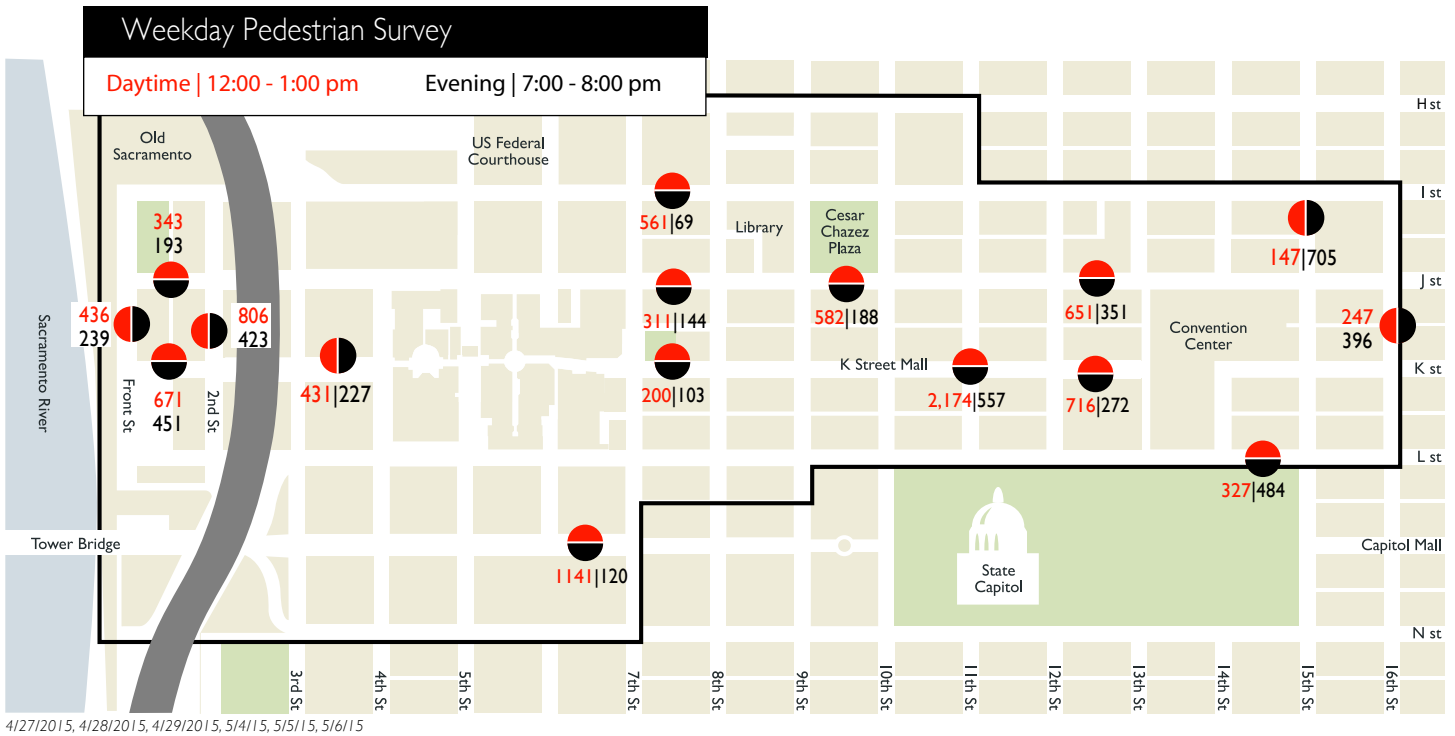 Weekday Pedestrian Survey
Daytime | 12:00 - 1:00 pm
Evening | 7:00 - 8:00 pm
H st
Old
Sacramento
US Federal
Courthouse
I st
343
193
561|69
Library
Cesar
Chazez
Plaza
147|705
J st
436
239
806
423
311|144
582|188
651|351
Convention
Center
247
396
Sacramento River
Front St
2nd St
671
451
431|227
200|103
K Street Mall
2,174|557
716|272
K st
L st
327|484
Tower Bridge
1141|120
State
Capitol
Capitol Mall
N st
3rd St
4th St
5th St
7th St
8th St
9th St
10th St
11th St
12th St
13th St
14th St
15th St
16th St
4/27/2015, 4/28/2015, 4/29/2015, 5/4/15, 5/5/15, 5/6/15